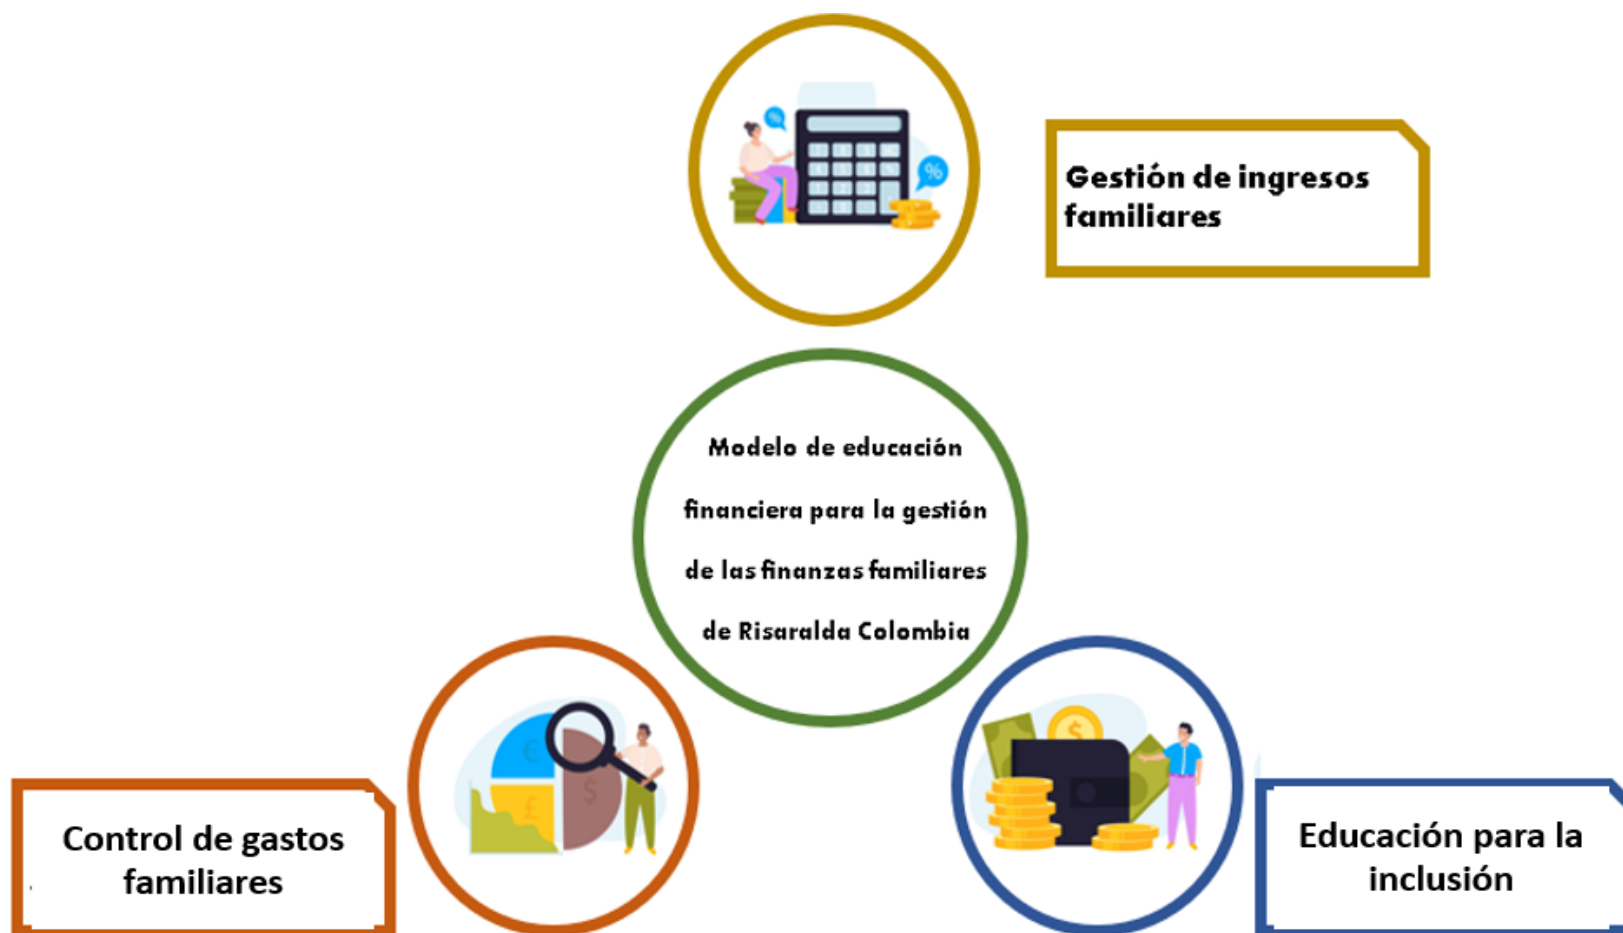 Gestión de ingresos
familiares
Modelo de educación
financiera para la gestión
de las finanzas familiares
de Risaralda Colombia
Control de gastos
familiares
Educación para la
inclusión